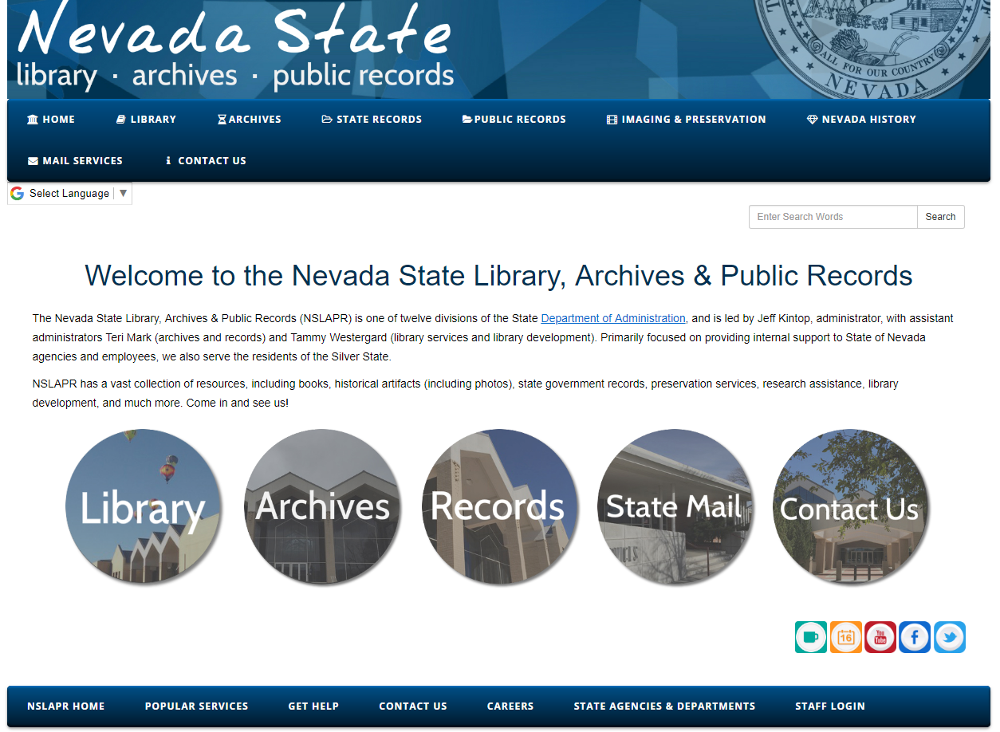 Nevada State
library · archives · public records
ALL FOR OUR COUNTRY
NEVADA
HOME LIBRARY ARCHIVES STATE RECORDS PUBLIC RECORDS IMAGING & PRESERVATION NEVADA HISTORY
MAIL SERVICES CONTACT US
Select Language ▼
Enter Search Words Search
Welcome to the Nevada State Library, Archives & Public Records
The Nevada State Library, Archives & Public Records (NSLAPR) is one of twelve divisions of the State Department of Administration, and is led by Jeff Kintop, administrator, with assistant
administrators Teri Mark (archives and records) and Tammy Westergard (library services and library development). Primarily focused on providing internal support to State of Nevada
agencies and employees, we also serve the residents of the Silver State.
NSLAPR has a vast collection of resources, including books, historical artifacts (including photos), state government records, preservation services, research assistance, library
development, and much more. Come in and see us!
Library Archives Records State Mail Contact Us
16 You Tube
NSLAPR HOME POPULAR SERVICES GET HELP CONTACT US CAREERS STATE AGENCIES & DEPARTMENTS STAFF LOGIN